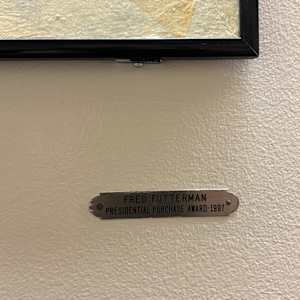 FRED FUTTERMAN
PRESIDENTIAL PURCHASE AWARD 1997